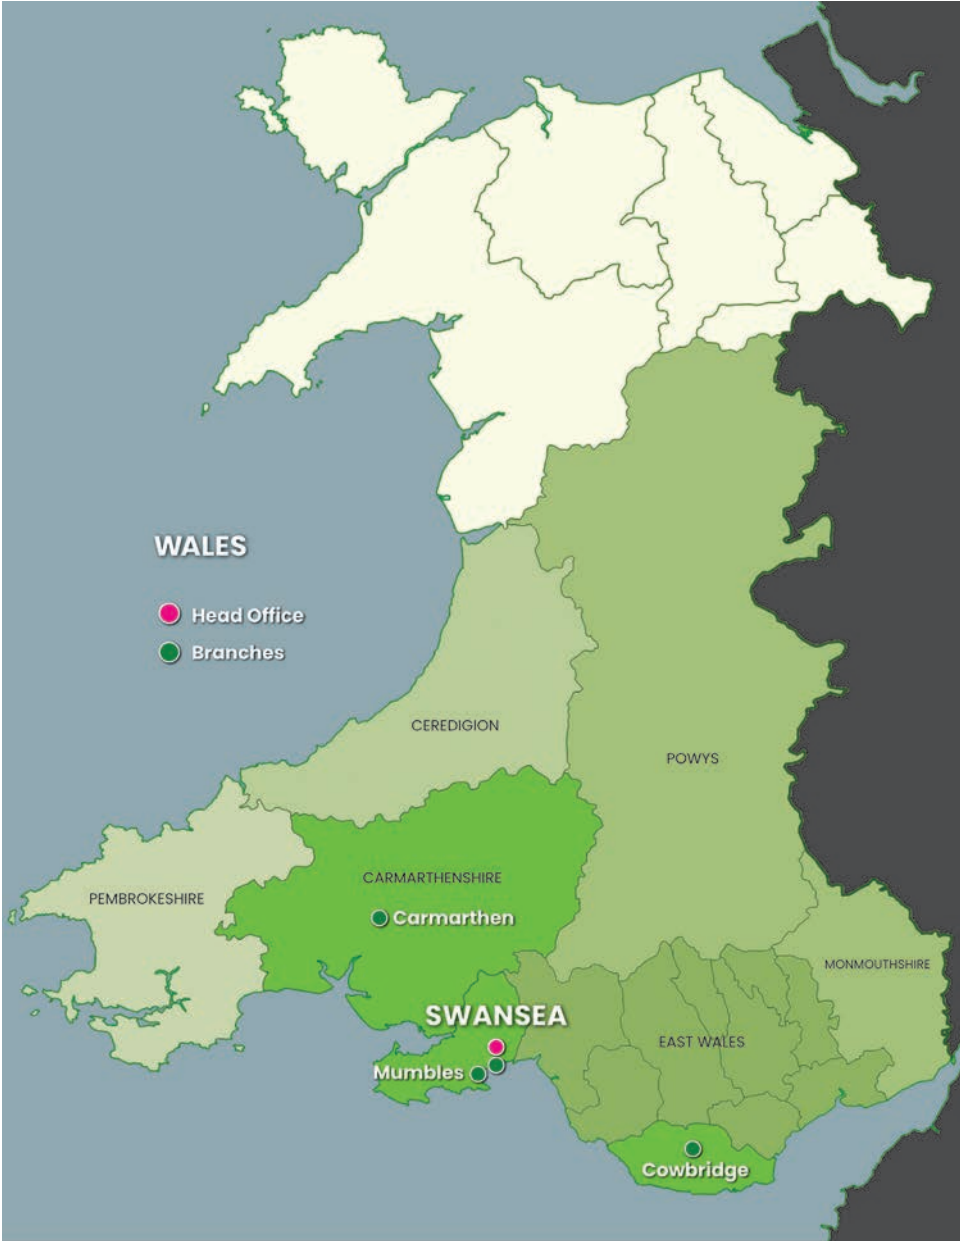 WALES
Head Office
Branches
CEREDIGION
POWYS
CARMARTHENSHIRE
PEMBROKESHIRE
Carmarthen
MONMOUTHSHIRE
SWANSEA
EAST WALES
Mumbles
Cowbridge